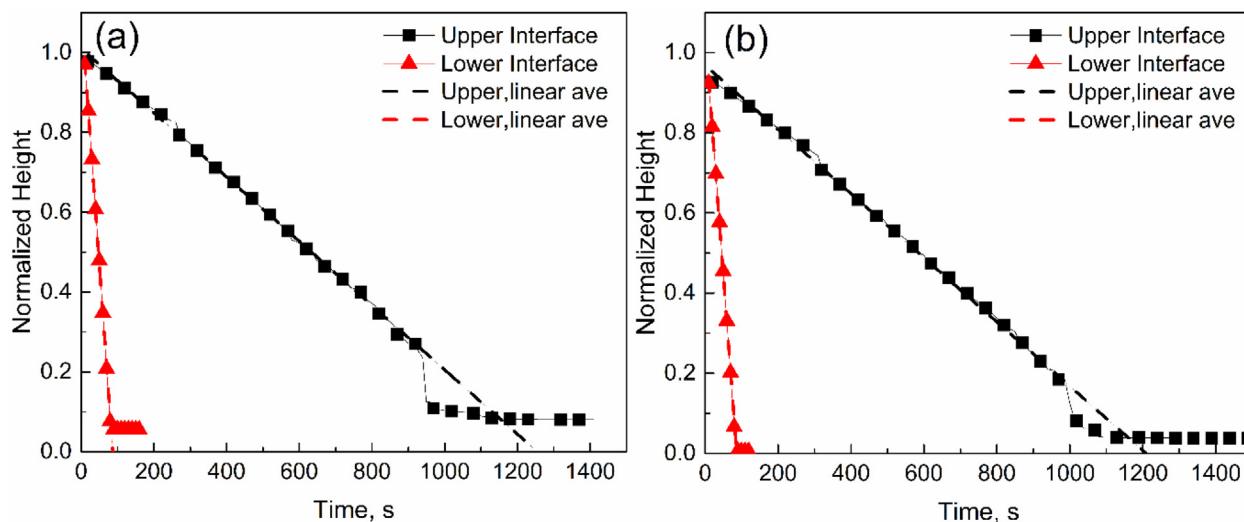 (a)
Upper Interface
Lower Interface
Upper,linear ave
Lower,linear ave
Normalized Height
1.0
0.8
0.6
0.4
0.2
0.0
0 200 400 600 800 1000 1200 1400
Time, s
(b)
Upper Interface
Lower Interface
Upper,linear ave
Lower,linear ave
Normalized Height
1.0
0.8
0.6
0.4
0.2
0.0
0 200 400 600 800 1000 1200 1400
Time, s